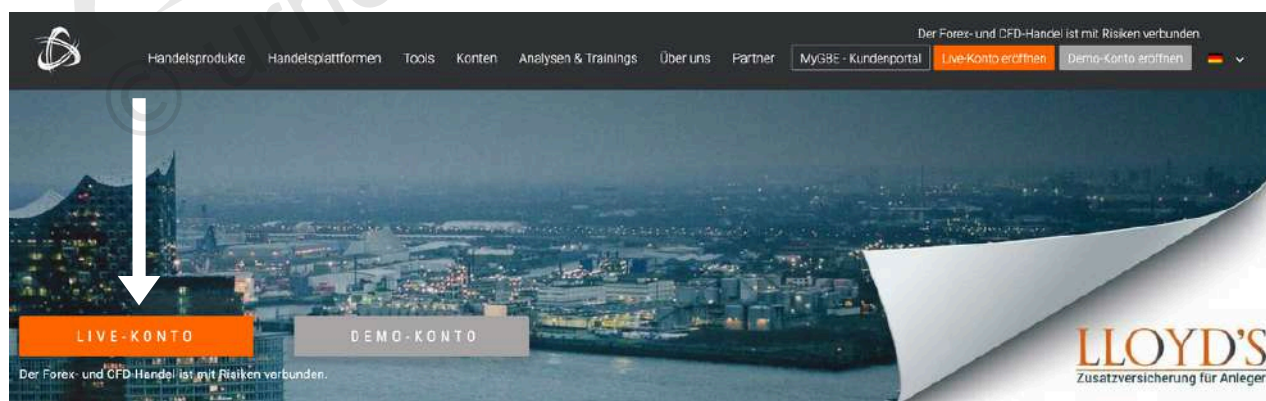 Der Forex- und CFD-Handel ist mit Risiken verbunden.
Handelsprodukte Handelsplattformen Tools Konten Analysen & Trainings Über uns Partner MyGBE - Kundenportal Live-Konto eröffnen Demo-Konto eröffnen
LIVE-KONTO DEMO-KONTO
Der Forex- und CFD-Handel ist mit Risiken verbunden.
LLOYD'S
Zusatzversicherung für Anleger